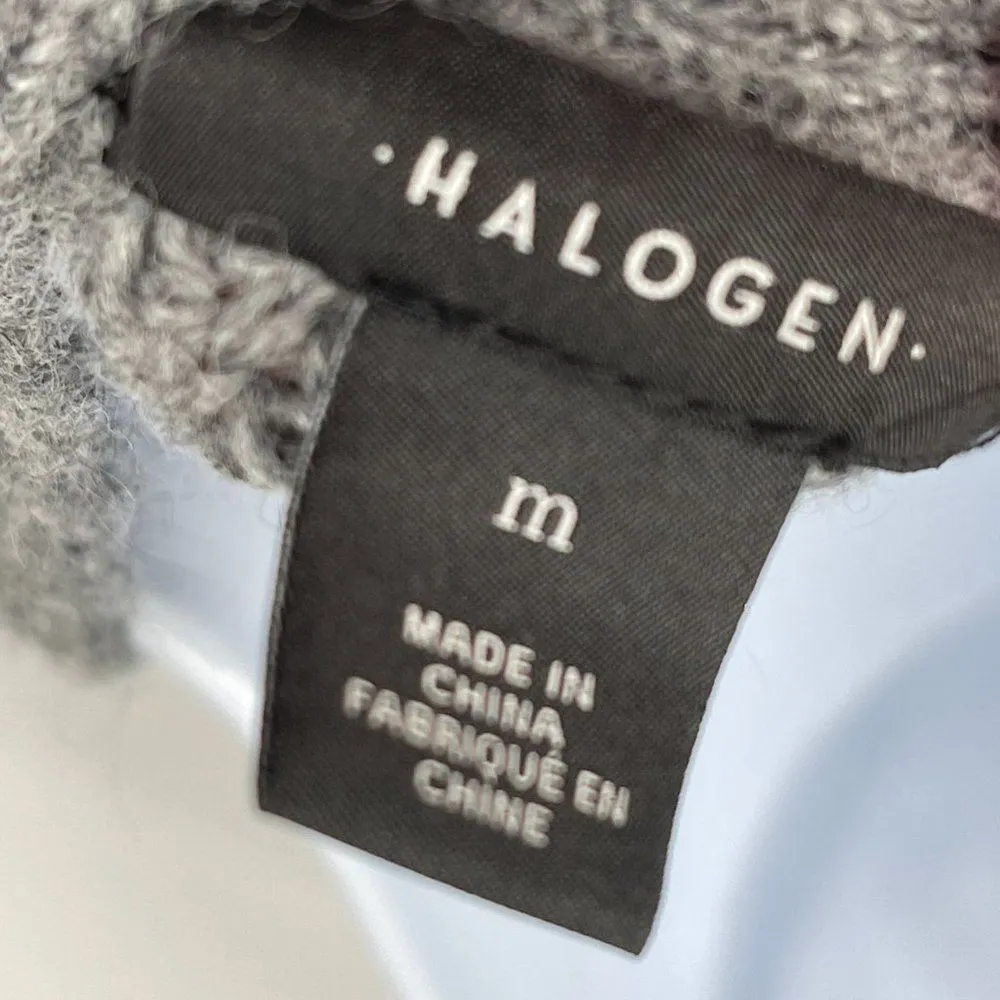 ·HALOGEN·
m
MADE IN
CHINA
FABRIQUÉ EN
CHINE